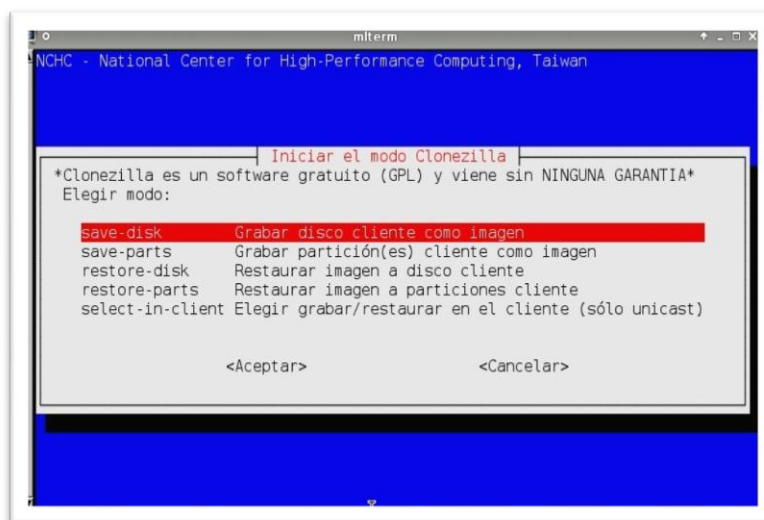 mlterm
NCHC - National Center for High-Performance Computing, Taiwan
Iniciar el modo Clonezilla
*Clonezilla es un software gratuito (GPL) y viene sin NINGUNA GARANTIA*
Elegir modo:
save-disk Grabar disco cliente como imagen
save-parts Grabar partición(es) cliente como imagen
restore-disk Restaurar imagen a disco cliente
restore-parts Restaurar imagen a particiones cliente
select-in-client Elegir grabar/restaurar en el cliente (sólo unicast)
<Aceptar> <Cancelar>